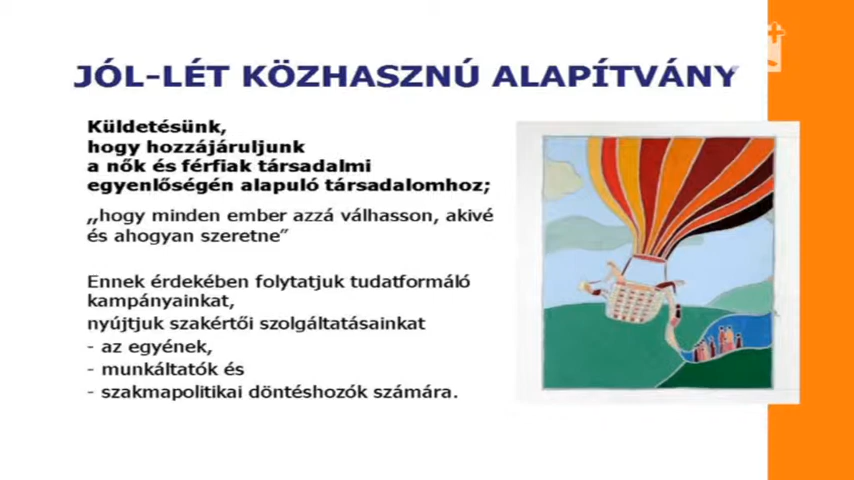 JÓL-LÉT KÖZHASZNÚ ALAPÍTVÁNY
Küldetésünk,
hogy hozzájáruljunk
a nők és férfiak társadalmi
egyenlőségén alapuló társadalomhoz;
„hogy minden ember azzá válhasson, akivé
és ahogyan szeretne”
Ennek érdekében folytatjuk tudatformáló
kampányainkat,
nyújtjuk szakértői szolgáltatásainkat
- az egyének,
- munkáltatók és
- szakmapolitikai döntéshozók számára.